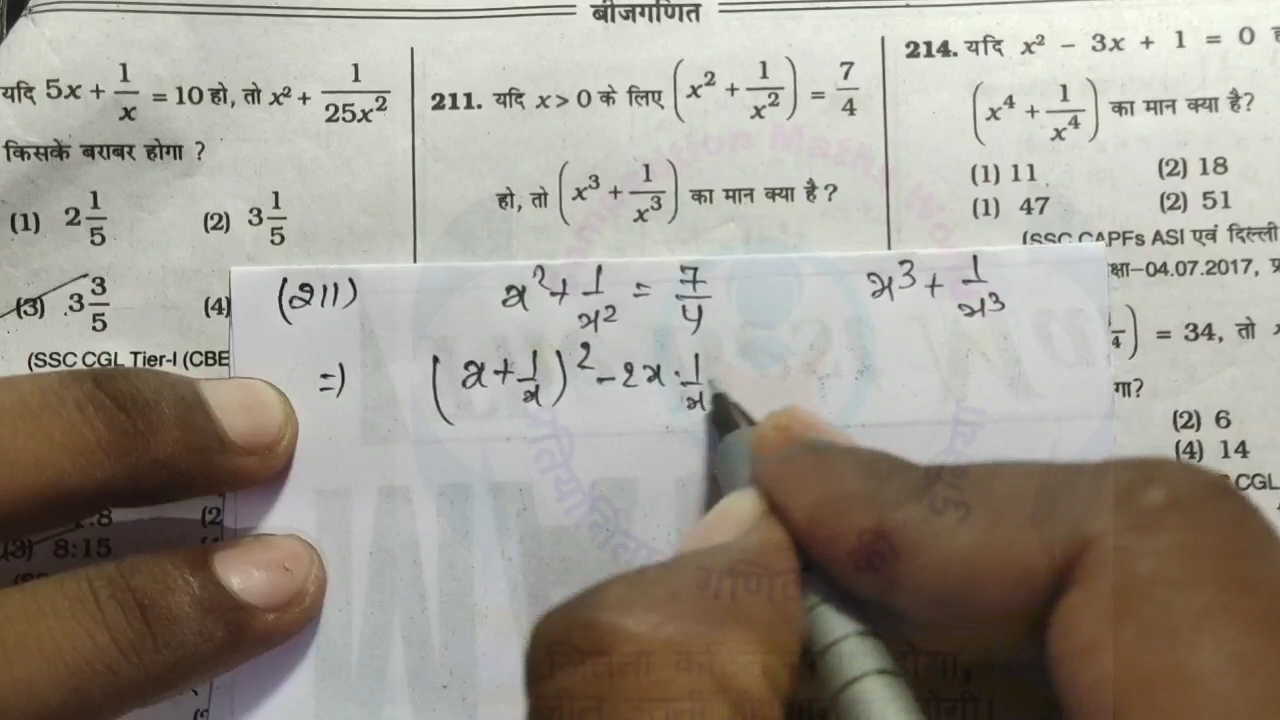 बीजगणित
यदि 5x + 1/x = 10 हो, तो x² + 1/25x²
किसके बराबर होगा ?
(1) 2 1/5 (2) 3 1/5
(3) 3 3/5 (4)
(SSC CGL Tier-I (CBE
8
(2
(3) 8:15
211. यदि x > 0 के लिए (x² + 1/x²) = 7/4
हो, तो (x³ + 1/x³) का मान क्या है ?
214. यदि x² – 3x + 1 = 0
(x⁴ + 1/x⁴) का मान क्या है?
(1) 11 (2) 18
(1) 47 (2) 51
(SSC CAPFs ASI एवं दिल्ली
क्षा–04.07.2017,
= 34, तो
गा?
(2) 6
(4) 14
CGL
(211) x² + 1/x² = 7/4 x³ + 1/x³
=) (x + 1/x)² – 2x · 1/x
गणित